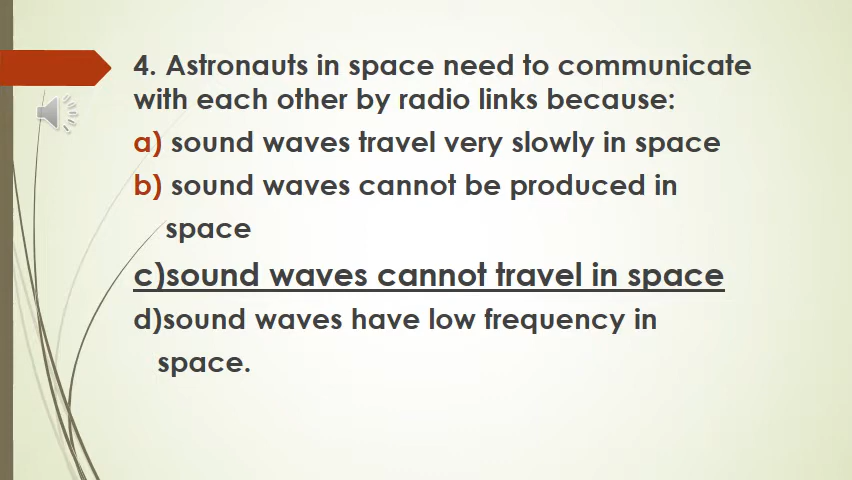 4. Astronauts in space need to communicate
with each other by radio links because:
a) sound waves travel very slowly in space
b) sound waves cannot be produced in
space
c)sound waves cannot travel in space
d)sound waves have low frequency in
space.